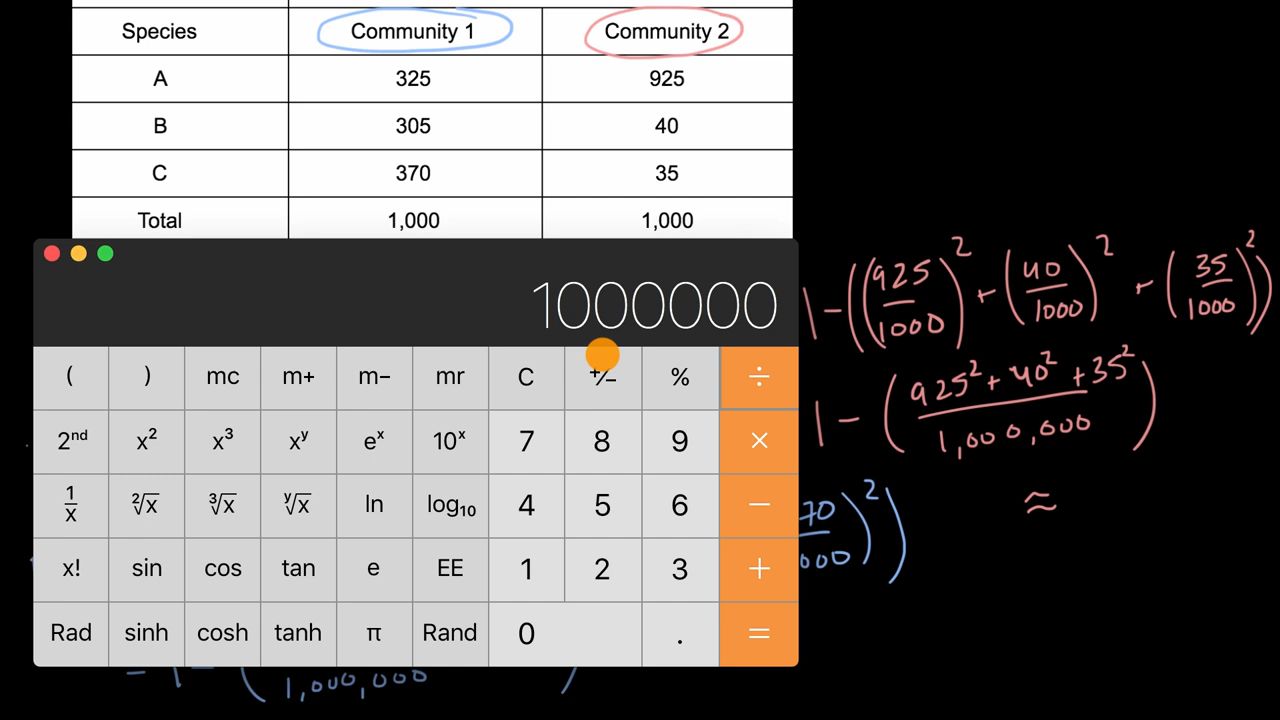 Species Community 1 Community 2
A 325 925
B 305 40
C 370 35
Total 1,000 1,000
1000000
( ) mc m+ m− mr C ⁺∕₋ % ÷
2ⁿᵈ x² x³ xʸ eˣ 10ˣ 7 8 9 ×
1/x ²√x ³√x ʸ√x ln log₁₀ 4 5 6 −
x! sin cos tan e EE 1 2 3 +
Rad sinh cosh tanh π Rand 0 . =
1-((925/1000)² + (40/1000)² + (35/1000)²)
1 - (925² + 40² + 35² / 1,000,000)
≈
70/000)²)
= 1 - ( 1,000,000 )